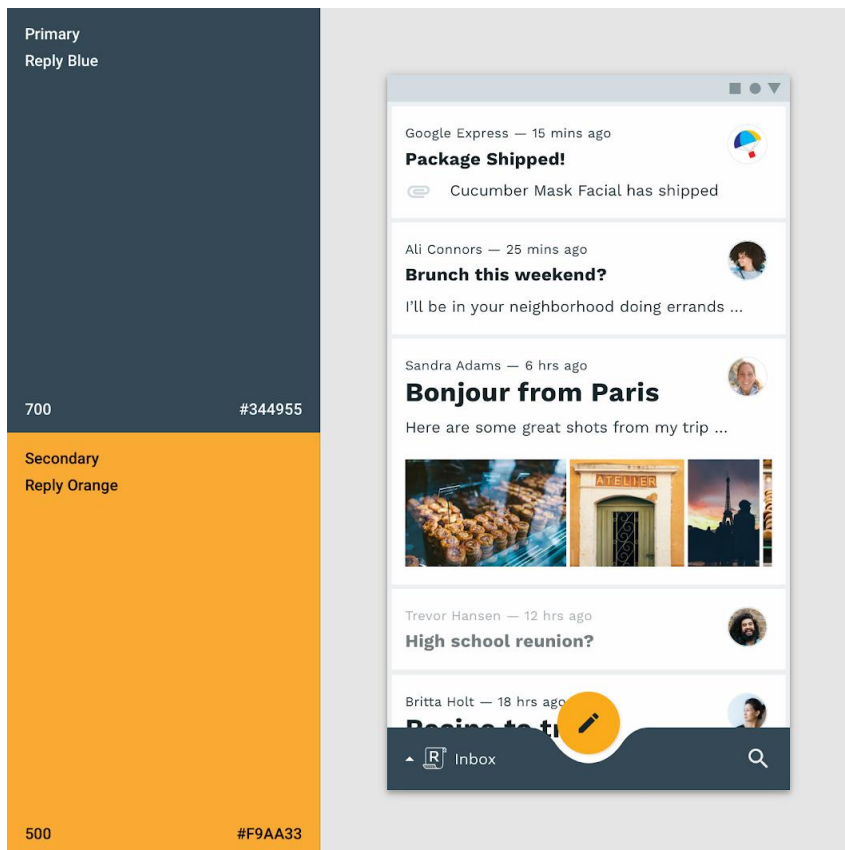 Primary
Reply Blue
700 #344955
Secondary
Reply Orange
500 #F9AA33
Google Express — 15 mins ago
Package Shipped!
Cucumber Mask Facial has shipped
Ali Connors — 25 mins ago
Brunch this weekend?
I’ll be in your neighborhood doing errands ...
Sandra Adams — 6 hrs ago
Bonjour from Paris
Here are some great shots from my trip ...
ATELIER
Trevor Hansen — 12 hrs ago
High school reunion?
Britta Holt — 18 hrs ago
R Inbox